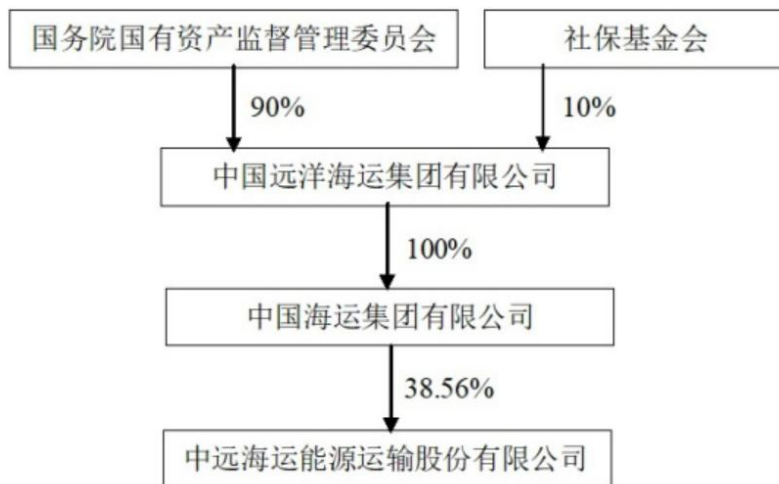 国务院国有资产监督管理委员会
社保基金会
90%
10%
中国远洋海运集团有限公司
100%
中国海运集团有限公司
38.56%
中远海运能源运输股份有限公司